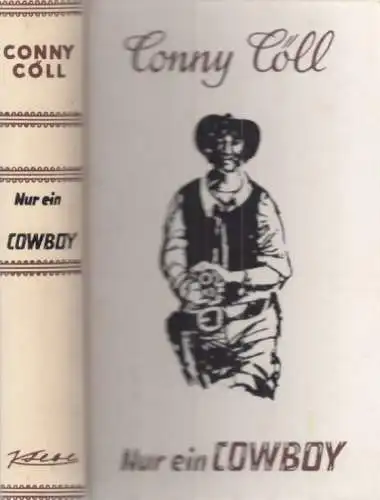 CONNY
CÖLL
Nur ein
COWBOY
Conny Cöll
Nur ein COWBOY